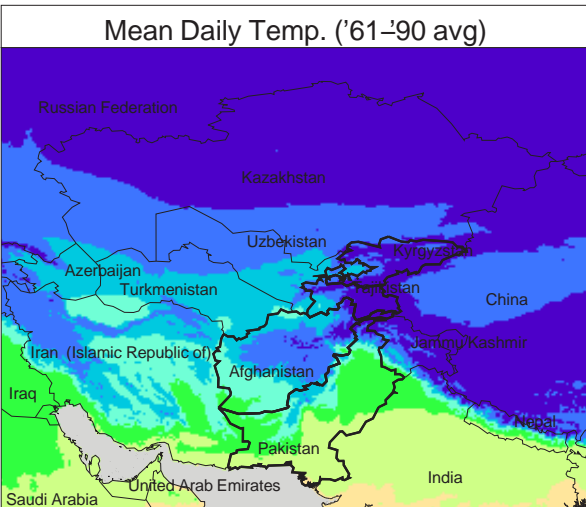 Mean Daily Temp. ('61–'90 avg)
Russian Federation
Kazakhstan
Uzbekistan
Kyrgyzstan
Azerbaijan
Turkmenistan
Tajikistan
China
Jammu Kashmir
Iran (Islamic Republic of)
Afghanistan
Iraq
Nepal
Pakistan
India
United Arab Emirates
Saudi Arabia